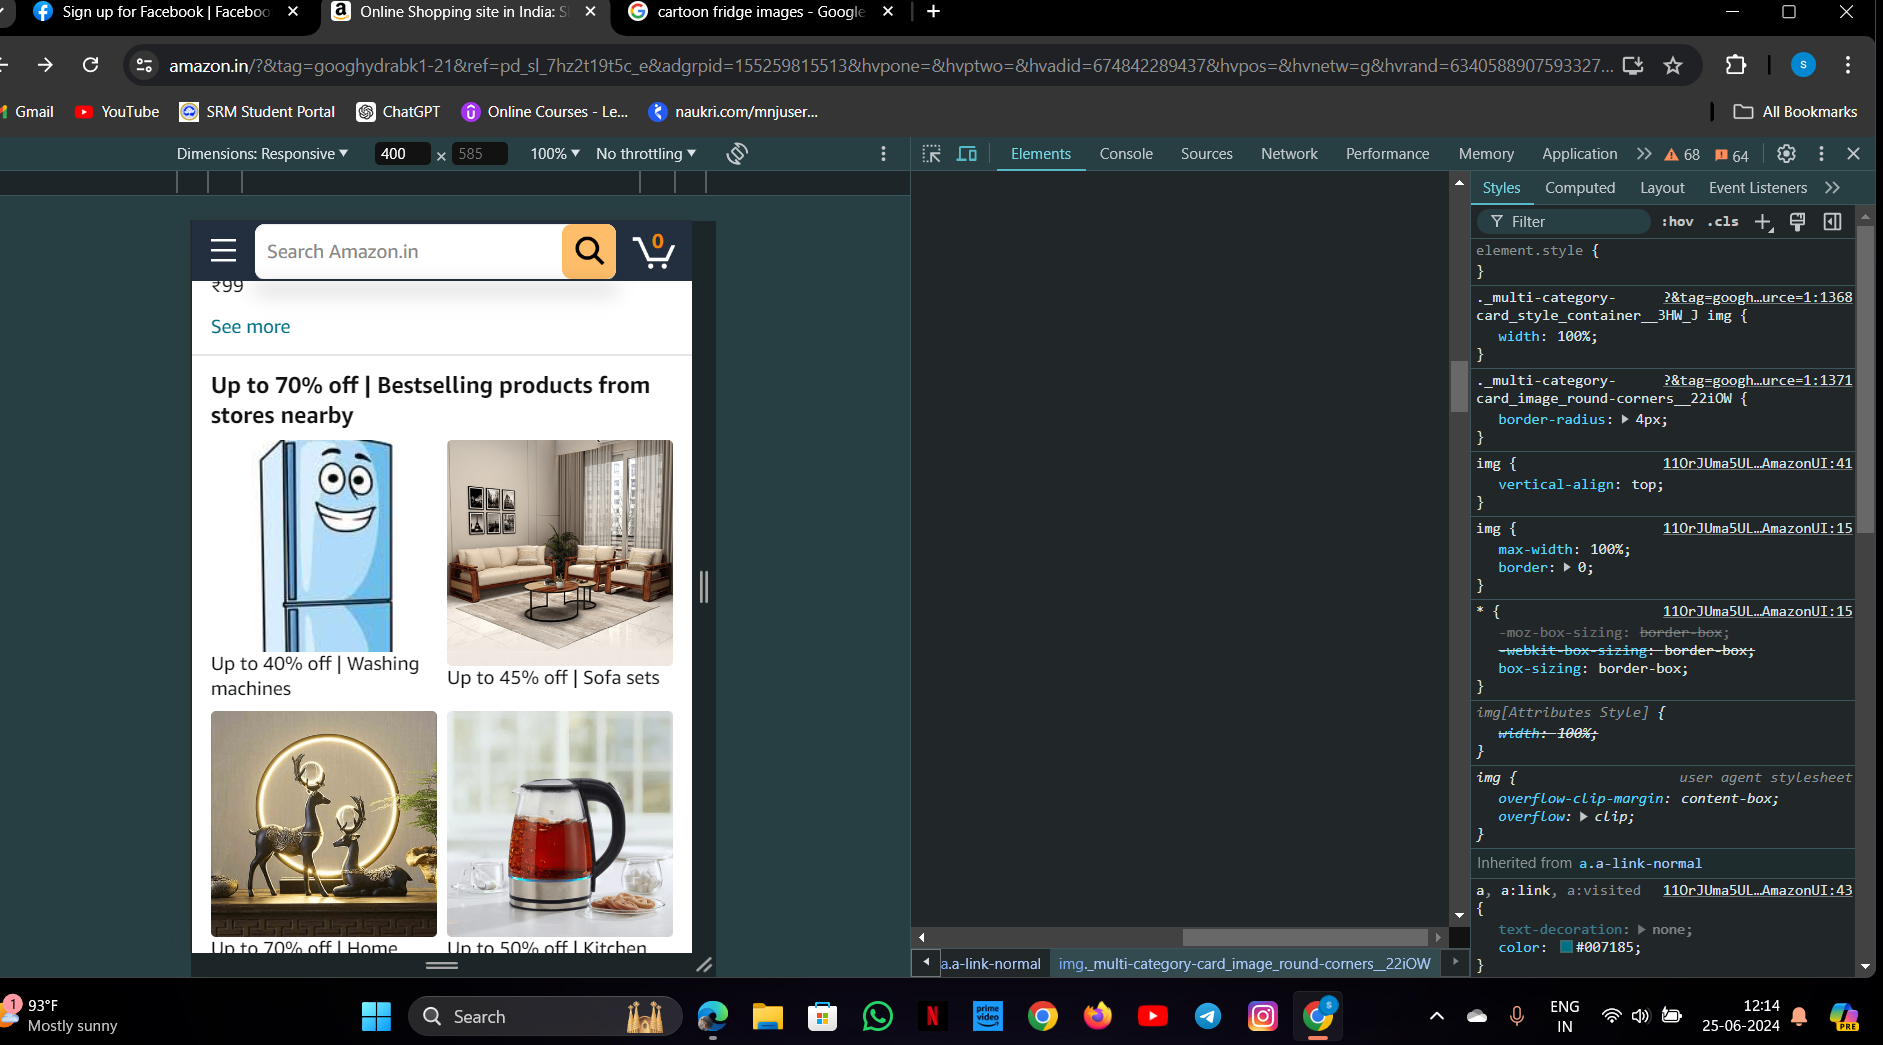 Sign up for Facebook | Faceboo
Online Shopping site in India: S
cartoon fridge images - Google
amazon.in/?&tag=googhydrabk1-21&ref=pd_sl_7hz2t19t5c_e&adgrpid=155259815513&hvpone=&hvptwo=&hvadid=674842289437&hvpos=&hvnetw=g&hvrand=6340588907593327...
S
Gmail
YouTube
SRM Student Portal
ChatGPT
Online Courses - Le...
naukri.com/mnjuser...
All Bookmarks
Dimensions: Responsive
400
×
585
100%
No throttling
Elements
Console
Sources
Network
Performance
Memory
Application
68
64
Search Amazon.in
0
₹99
See more
Up to 70% off | Bestselling products from
stores nearby
Up to 40% off | Washing
machines
Up to 45% off | Sofa sets
Up to 70% off | Home
Up to 50% off | Kitchen
a.a-link-normal
img._multi-category-card_image_round-corners__22iOW
Styles
Computed
Layout
Event Listeners
Filter
:hov
.cls
element.style {
}
._multi-category- ?&tag=googh…urce=1:1368
card_style_container__3HW_J img {
width: 100%;
}
._multi-category- ?&tag=googh…urce=1:1371
card_image_round-corners__22iOW {
border-radius: 4px;
}
img { 11OrJUma5UL…AmazonUI:41
vertical-align: top;
}
img { 11OrJUma5UL…AmazonUI:15
max-width: 100%;
border: 0;
}
* { 11OrJUma5UL…AmazonUI:15
-moz-box-sizing: border-box;
-webkit-box-sizing: border-box;
box-sizing: border-box;
}
img[Attributes Style] {
width: 100%;
}
img { user agent stylesheet
overflow-clip-margin: content-box;
overflow: clip;
}
Inherited from a.a-link-normal
a, a:link, a:visited 11OrJUma5UL…AmazonUI:43
{
text-decoration: none;
color: #007185;
}
1
93°F
Mostly sunny
Search
prime
video
S
ENG
IN
12:14
25-06-2024
PRE